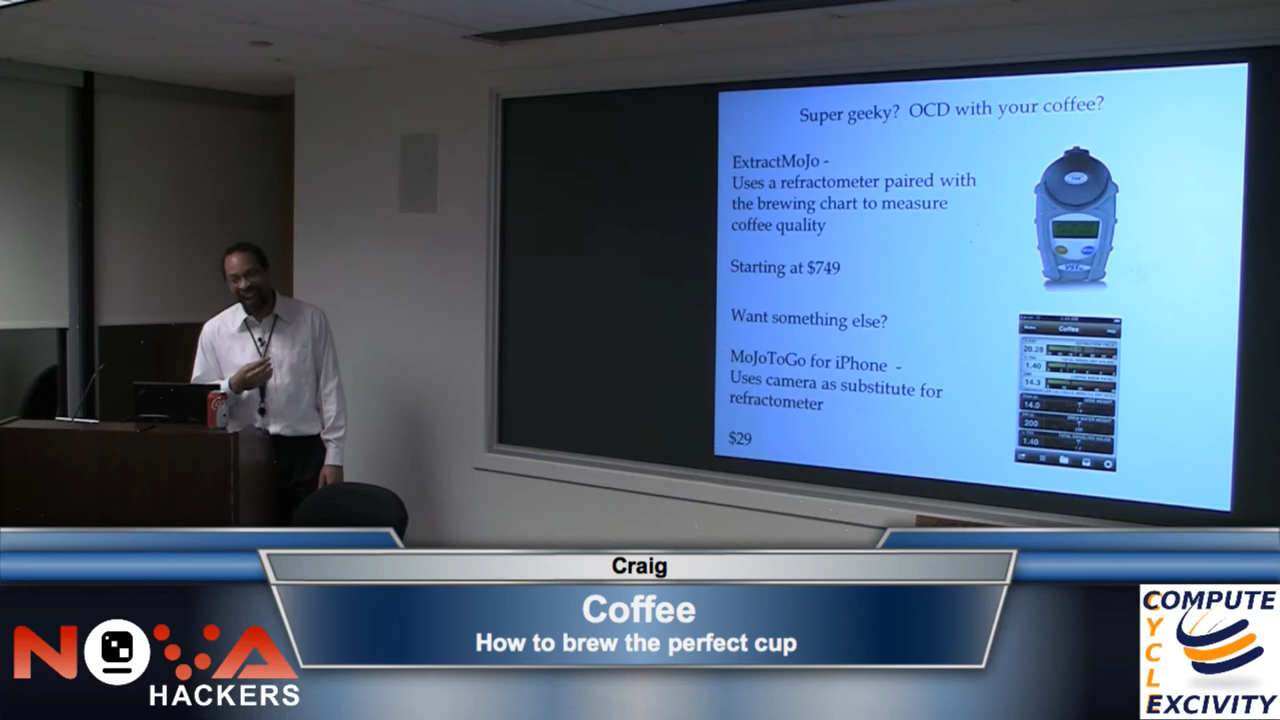 Super geeky? OCD with your coffee?
ExtractMoJo -
Uses a refractometer paired with
the brewing chart to measure
coffee quality
Starting at $749
Want something else?
MoJoToGo for iPhone -
Uses camera as substitute for
refractometer
$29
Coffee
20.28
1.40
14.3
14.0
200
1.40
Craig
Coffee
How to brew the perfect cup
NOVA
HACKERS
COMPUTE
CYCLE
EXCIVITY